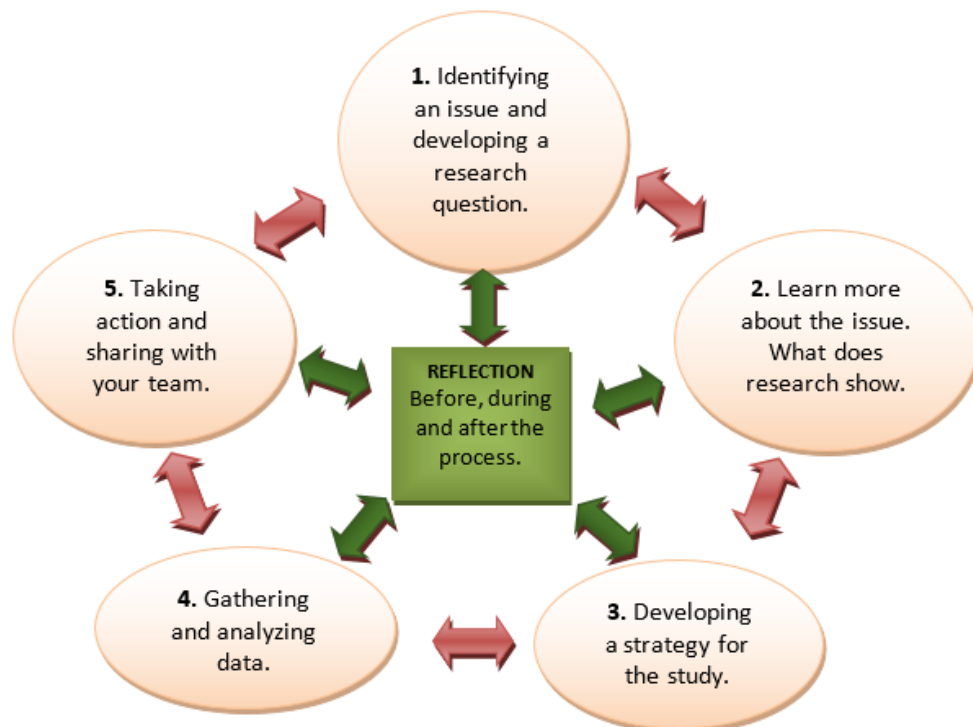 1. Identifying
an issue and
developing a
research
question.
5. Taking
action and
sharing with
your team.
2. Learn more
about the issue.
What does
research show.
REFLECTION
Before, during
and after the
process.
4. Gathering
and analyzing
data.
3. Developing
a strategy for
the study.